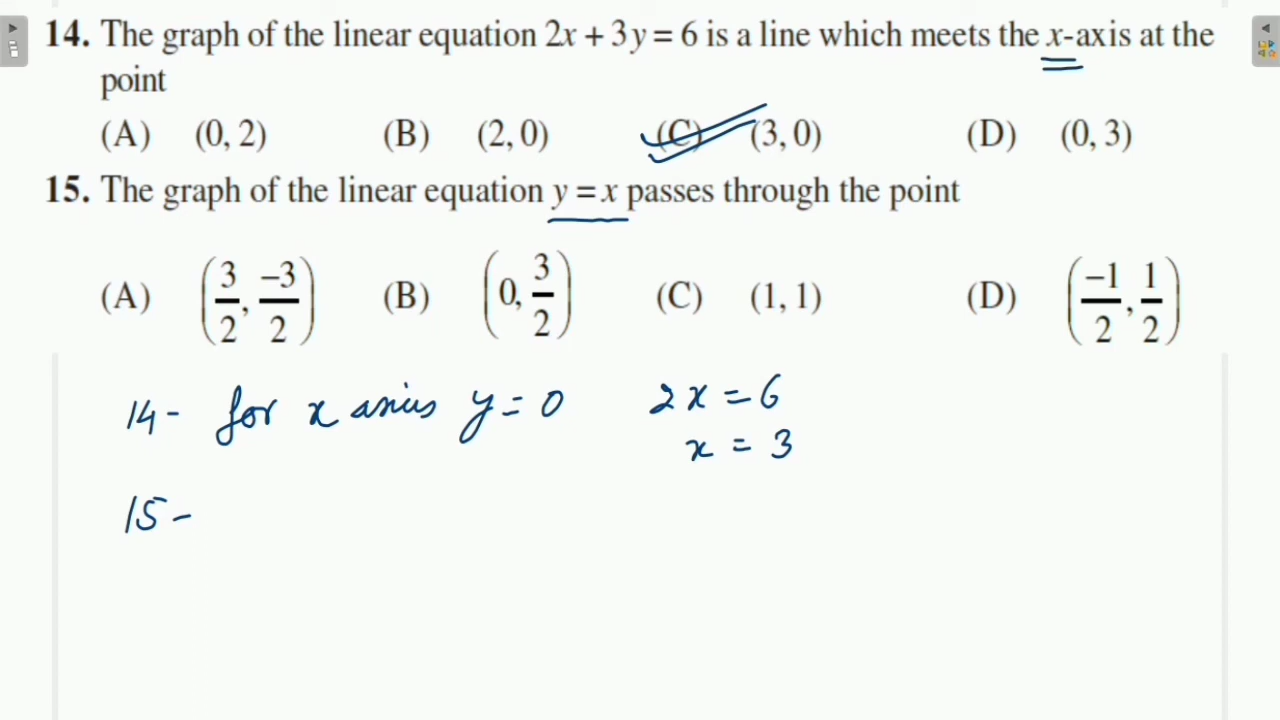 14. The graph of the linear equation 2x + 3y = 6 is a line which meets the x-axis at the
point
(A) (0, 2) (B) (2, 0) (C) (3, 0) (D) (0, 3)
15. The graph of the linear equation y = x passes through the point
(A) (3/2, -3/2) (B) (0, 3/2) (C) (1, 1) (D) (-1/2, 1/2)
14- for x axius y = 0 2x = 6
x = 3
15-